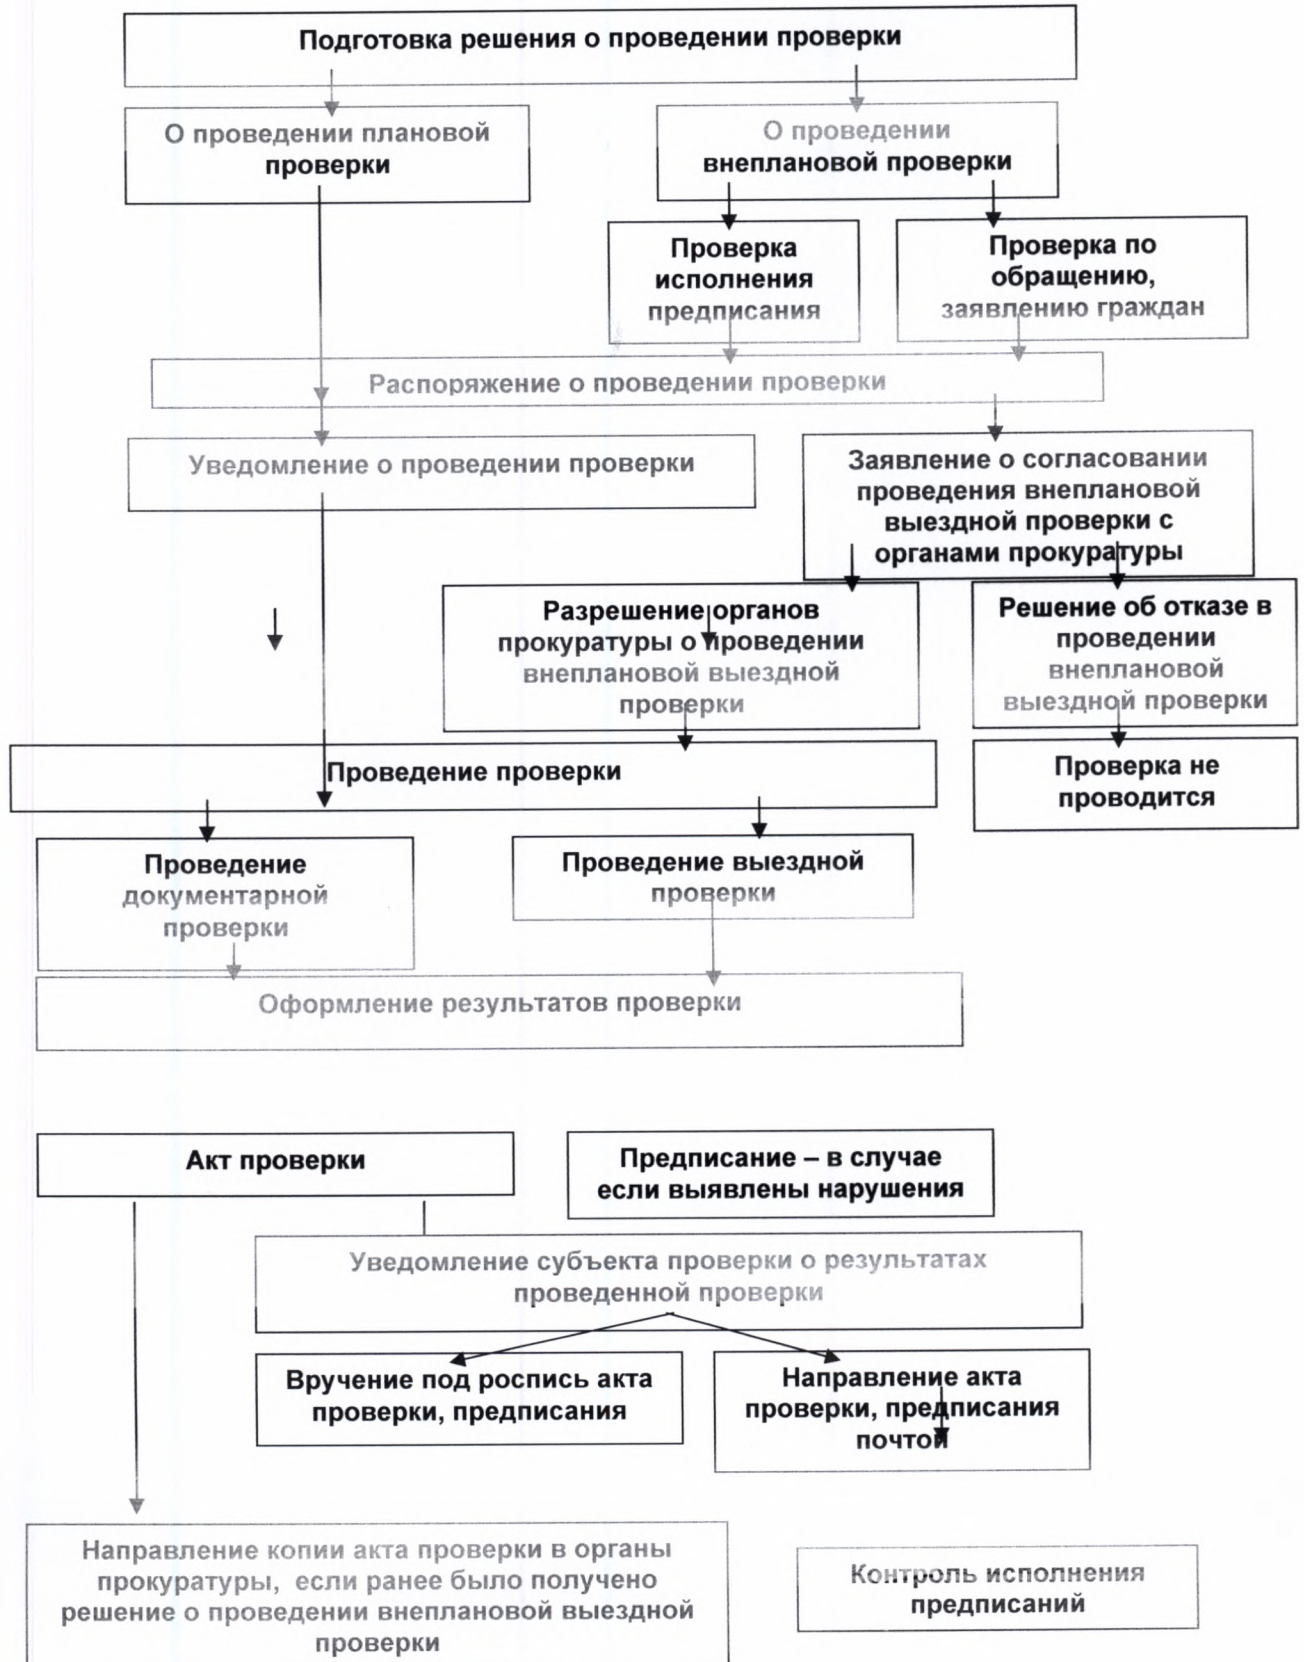 Подготовка решения о проведении проверки
О проведении плановой
проверки
О проведении
внеплановой проверки
Проверка
исполнения
предписания
Проверка по
обращению,
заявлению граждан
Распоряжение о проведении проверки
Уведомление о проведении проверки
Заявление о согласовании
проведения внеплановой
выездной проверки с
органами прокуратуры
Разрешение органов
прокуратуры о проведении
внеплановой выездной
проверки
Решение об отказе в
проведении
внеплановой
выездной проверки
Проведение проверки
Проверка не
проводится
Проведение
документарной
проверки
Проведение выездной
проверки
Оформление результатов проверки
Акт проверки
Предписание – в случае
если выявлены нарушения
Уведомление субъекта проверки о результатах
проведенной проверки
Вручение под роспись акта
проверки, предписания
Направление акта
проверки, предписания
почтой
Направление копии акта проверки в органы
прокуратуры, если ранее было получено
решение о проведении внеплановой выездной
проверки
Контроль исполнения
предписаний